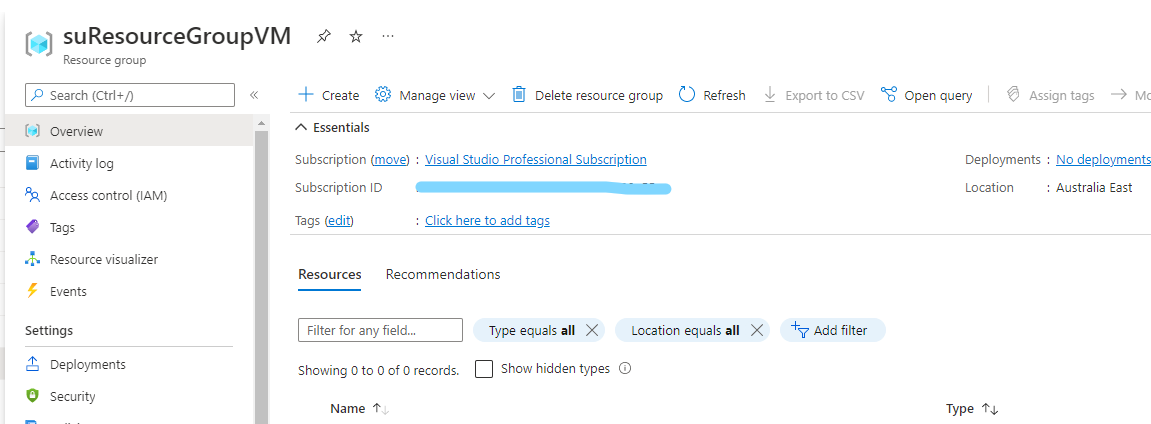 suResourceGroupVM
Resource group
Search (Ctrl+/)
Overview
Activity log
Access control (IAM)
Tags
Resource visualizer
Events
Settings
Deployments
Security
Create Manage view Delete resource group Refresh Export to CSV Open query Assign tags
Essentials
Subscription (move) : Visual Studio Professional Subscription
Subscription ID
Tags (edit) : Click here to add tags
Deployments : No deployments
Location : Australia East
Resources Recommendations
Filter for any field... Type equals all Location equals all Add filter
Showing 0 to 0 of 0 records. Show hidden types
Name Type